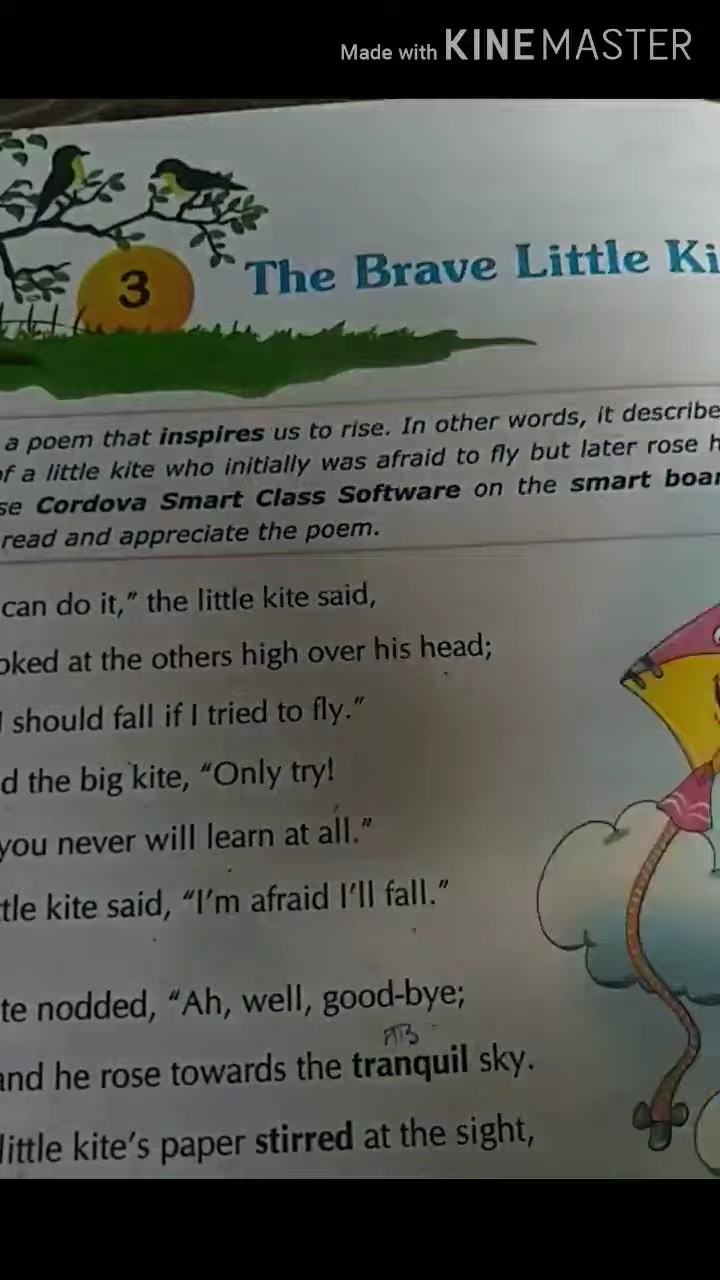 Made with KINEMASTER
3
The Brave Little Ki
a poem that inspires us to rise. In other words, it describe
of a little kite who initially was afraid to fly but later rose h
se Cordova Smart Class Software on the smart boar
read and appreciate the poem.
can do it,” the little kite said,
oked at the others high over his head;
I should fall if I tried to fly.”
d the big kite, “Only try!
you never will learn at all.”
ttle kite said, “I’m afraid I’ll fall.”
te nodded, “Ah, well, good-bye;
and he rose towards the tranquil sky.
little kite’s paper stirred at the sight,